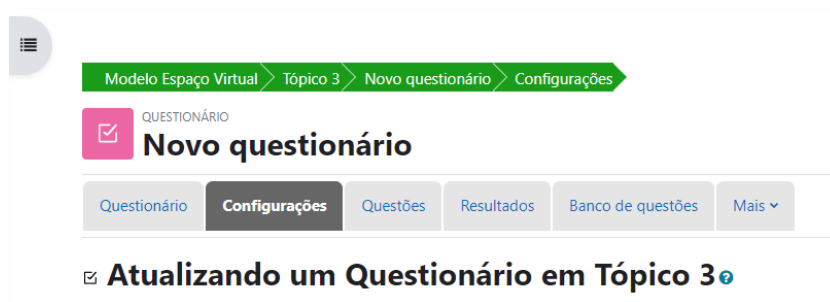 Modelo Espaço Virtual Tópico 3 Novo questionário Configurações
QUESTIONÁRIO
Novo questionário
Questionário Configurações Questões Resultados Banco de questões Mais
Atualizando um Questionário em Tópico 3